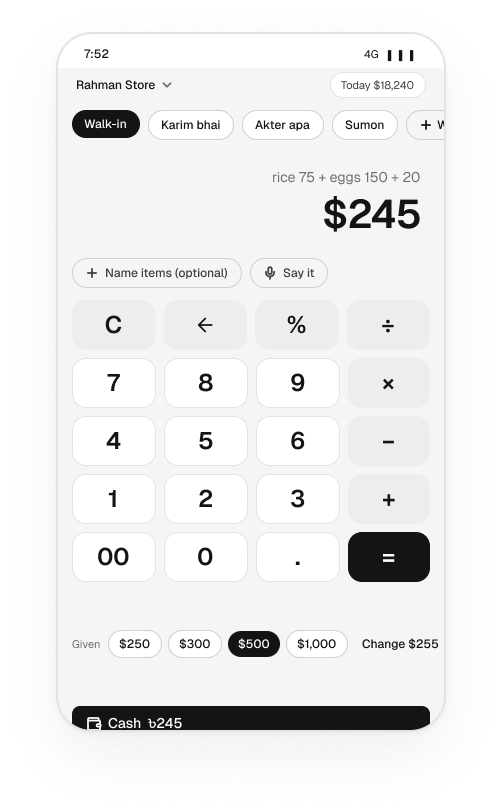 7:52 4G
Rahman Store Today $18,240
Walk-in Karim bhai Akter apa Sumon +
rice 75 + eggs 150 + 20
$245
+ Name items (optional) Say it
C ← % ÷
7 8 9 ×
4 5 6 −
1 2 3 +
00 0 . =
Given $250 $300 $500 $1,000 Change $255
Cash ৳245